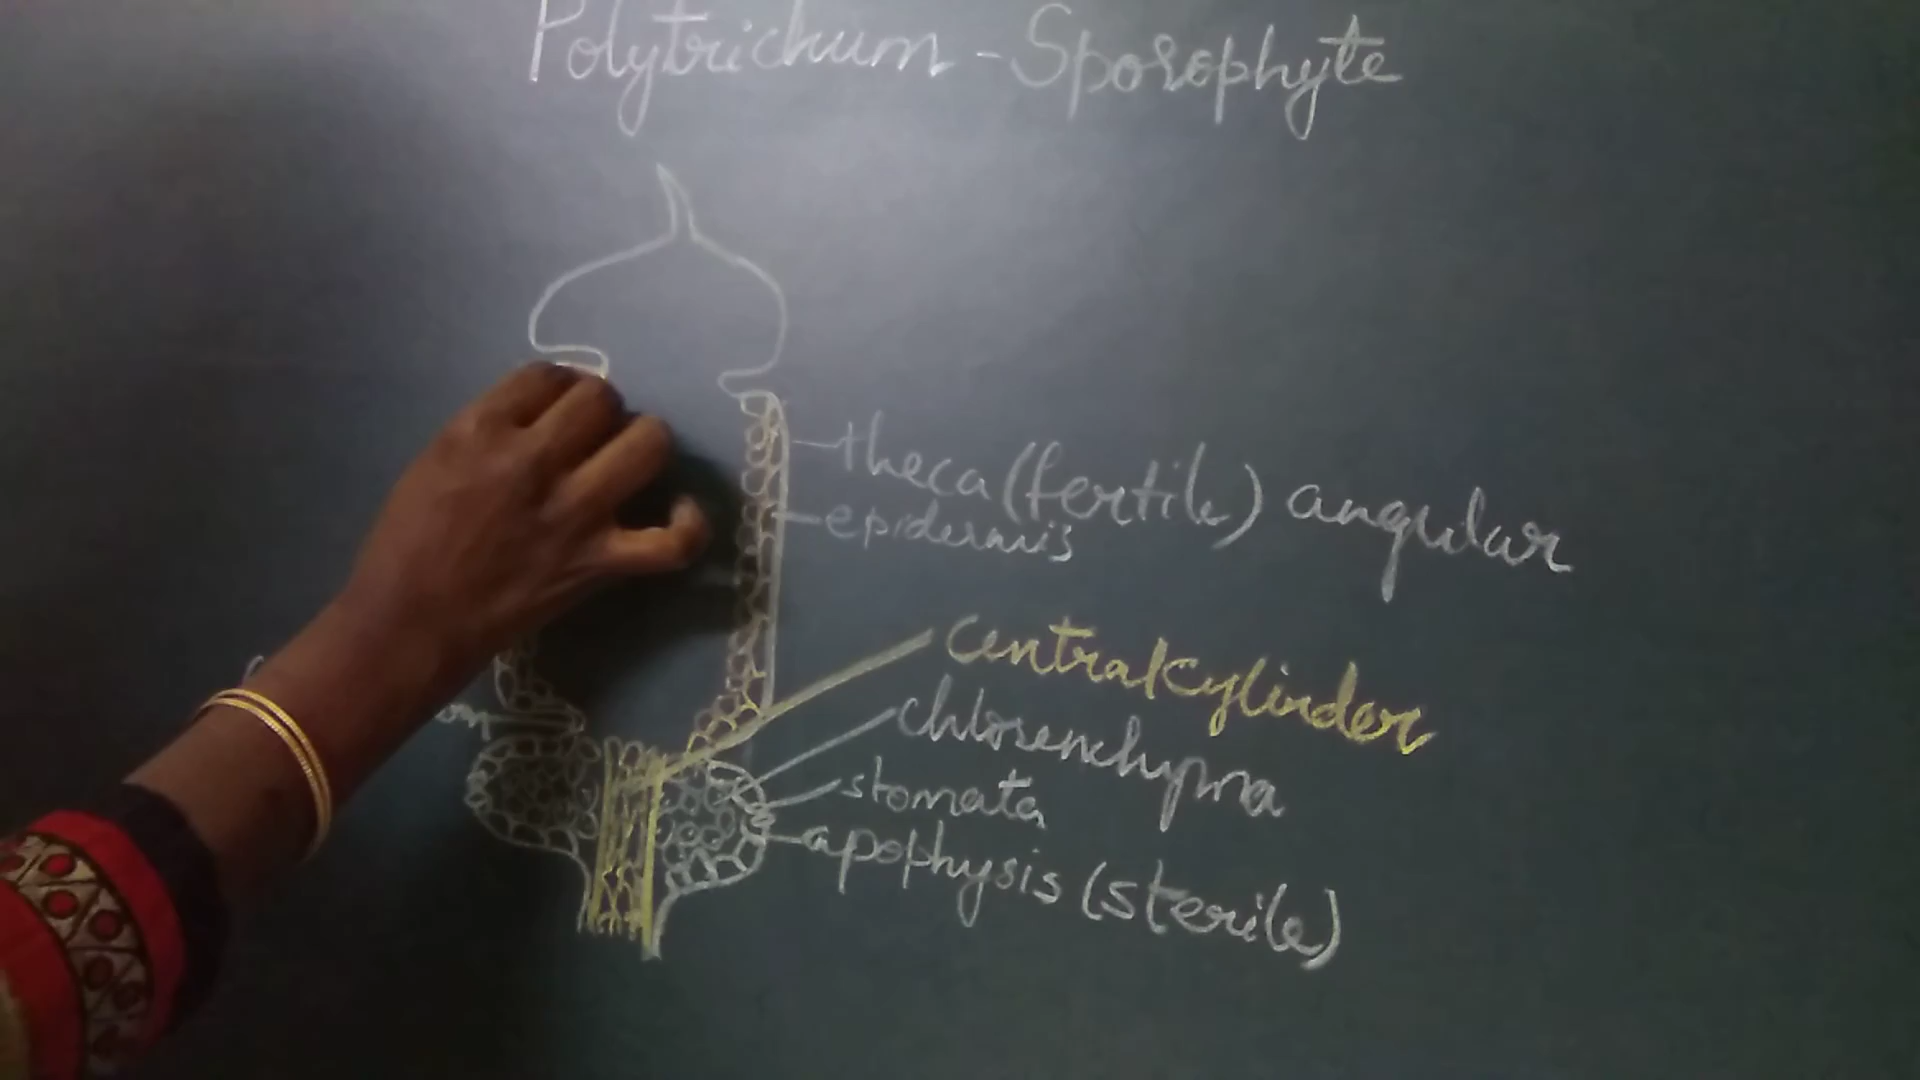 Polytrichum - Sporophyte
theca (fertile) angular
epidermis
Central cylinder
chlorenchyma
stomata
apophysis (sterile)